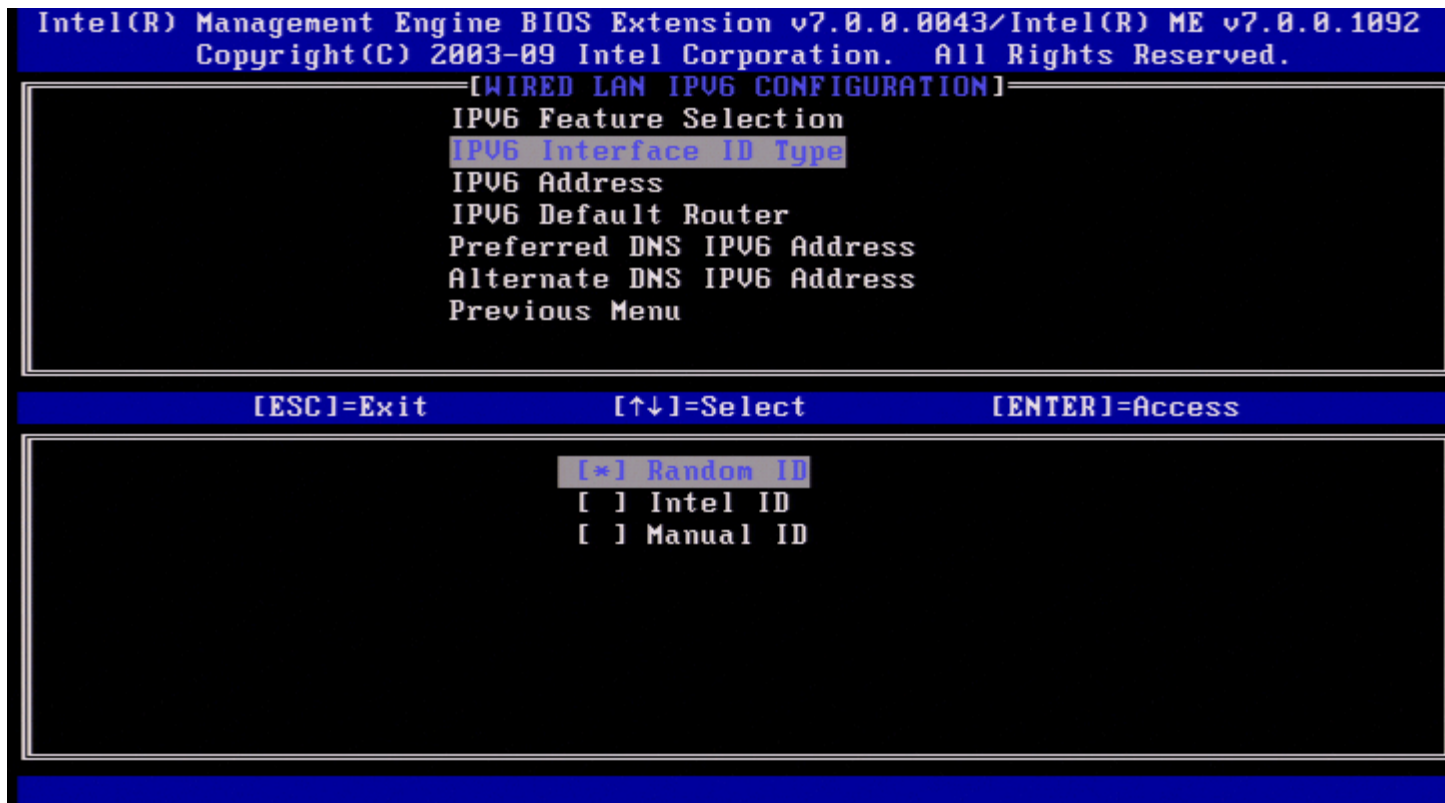 Intel(R) Management Engine BIOS Extension v7.0.0.0043/Intel(R) ME v7.0.0.1092
Copyright(C) 2003-09 Intel Corporation. All Rights Reserved.
[WIRED LAN IPV6 CONFIGURATION]
IPV6 Feature Selection
IPV6 Interface ID Type
IPV6 Address
IPV6 Default Router
Preferred DNS IPV6 Address
Alternate DNS IPV6 Address
Previous Menu
[ESC]=Exit [↑↓]=Select [ENTER]=Access
[*] Random ID
[ ] Intel ID
[ ] Manual ID